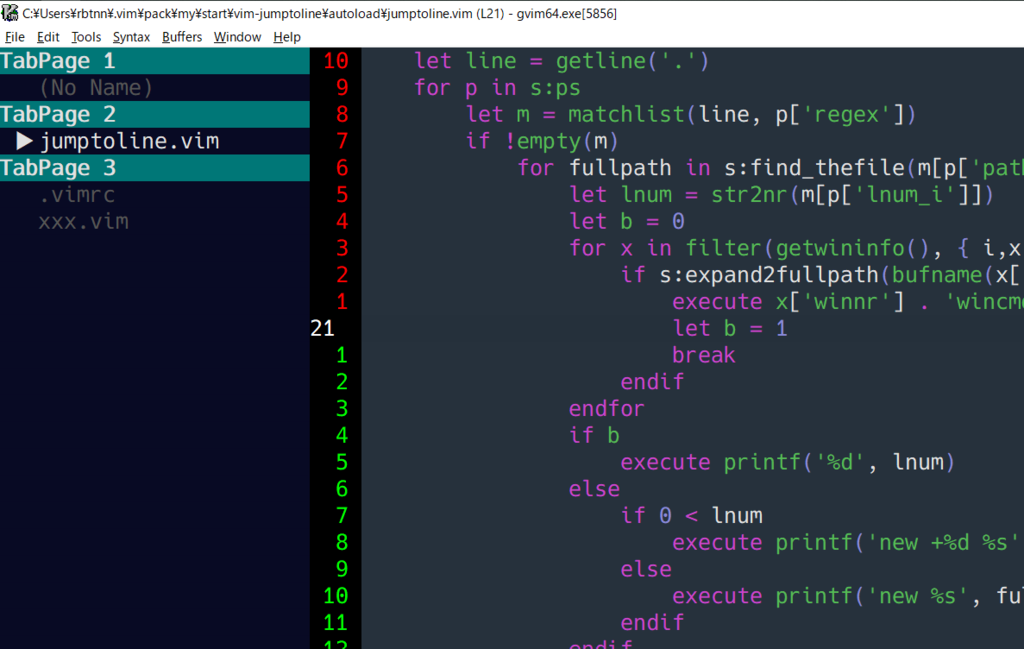 C:¥Users¥rbtnn¥.vim¥pack¥my¥start¥vim-jumptoline¥autoload¥jumptoline.vim (L21) - gvim64.exe[5856]
File Edit Tools Syntax Buffers Window Help
TabPage 1
(No Name)
TabPage 2
▶jumptoline.vim
TabPage 3
.vimrc
xxx.vim
10 let line = getline('.')
9 for p in s:ps
8 let m = matchlist(line, p['regex'])
7 if !empty(m)
6 for fullpath in s:find_thefile(m[p['path
5 let lnum = str2nr(m[p['lnum_i']])
4 let b = 0
3 for x in filter(getwininfo(), { i,x
2 if s:expand2fullpath(bufname(x[
1 execute x['winnr'] . 'wincm
21 let b = 1
1 break
2 endif
3 endfor
4 if b
5 execute printf('%d', lnum)
6 else
7 if 0 < lnum
8 execute printf('new +%d %s'
9 else
10 execute printf('new %s', ful
11 endif
12 endif